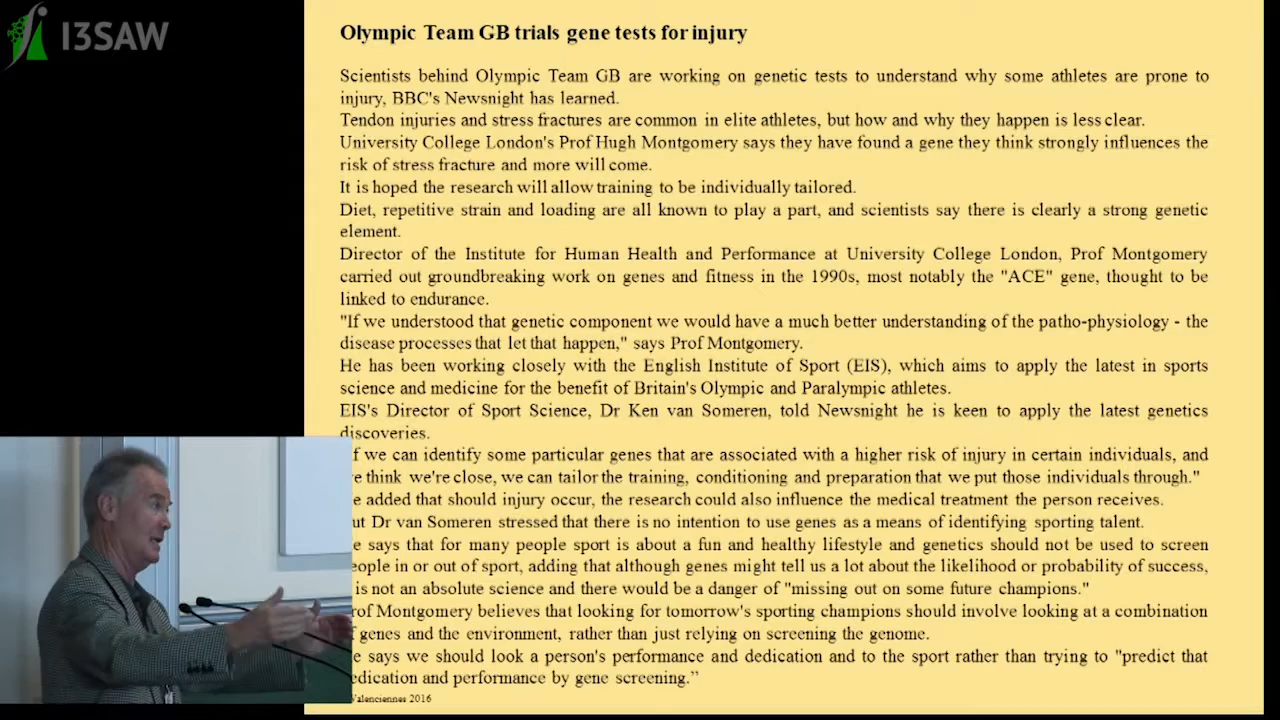 I3SAW
Olympic Team GB trials gene tests for injury
Scientists behind Olympic Team GB are working on genetic tests to understand why some athletes are prone to
injury, BBC's Newsnight has learned.
Tendon injuries and stress fractures are common in elite athletes, but how and why they happen is less clear.
University College London's Prof Hugh Montgomery says they have found a gene they think strongly influences the
risk of stress fracture and more will come.
It is hoped the research will allow training to be individually tailored.
Diet, repetitive strain and loading are all known to play a part, and scientists say there is clearly a strong genetic
element.
Director of the Institute for Human Health and Performance at University College London, Prof Montgomery
carried out groundbreaking work on genes and fitness in the 1990s, most notably the "ACE" gene, thought to be
linked to endurance.
"If we understood that genetic component we would have a much better understanding of the patho-physiology - the
disease processes that let that happen," says Prof Montgomery.
He has been working closely with the English Institute of Sport (EIS), which aims to apply the latest in sports
science and medicine for the benefit of Britain's Olympic and Paralympic athletes.
EIS's Director of Sport Science, Dr Ken van Someren, told Newsnight he is keen to apply the latest genetics
discoveries.
f we can identify some particular genes that are associated with a higher risk of injury in certain individuals, and
e think we're close, we can tailor the training, conditioning and preparation that we put those individuals through."
e added that should injury occur, the research could also influence the medical treatment the person receives.
ut Dr van Someren stressed that there is no intention to use genes as a means of identifying sporting talent.
e says that for many people sport is about a fun and healthy lifestyle and genetics should not be used to screen
eople in or out of sport, adding that although genes might tell us a lot about the likelihood or probability of success,
is not an absolute science and there would be a danger of "missing out on some future champions."
rof Montgomery believes that looking for tomorrow's sporting champions should involve looking at a combination
f genes and the environment, rather than just relying on screening the genome.
e says we should look a person's performance and dedication and to the sport rather than trying to "predict that
edication and performance by gene screening.”
Valenciennes 2016